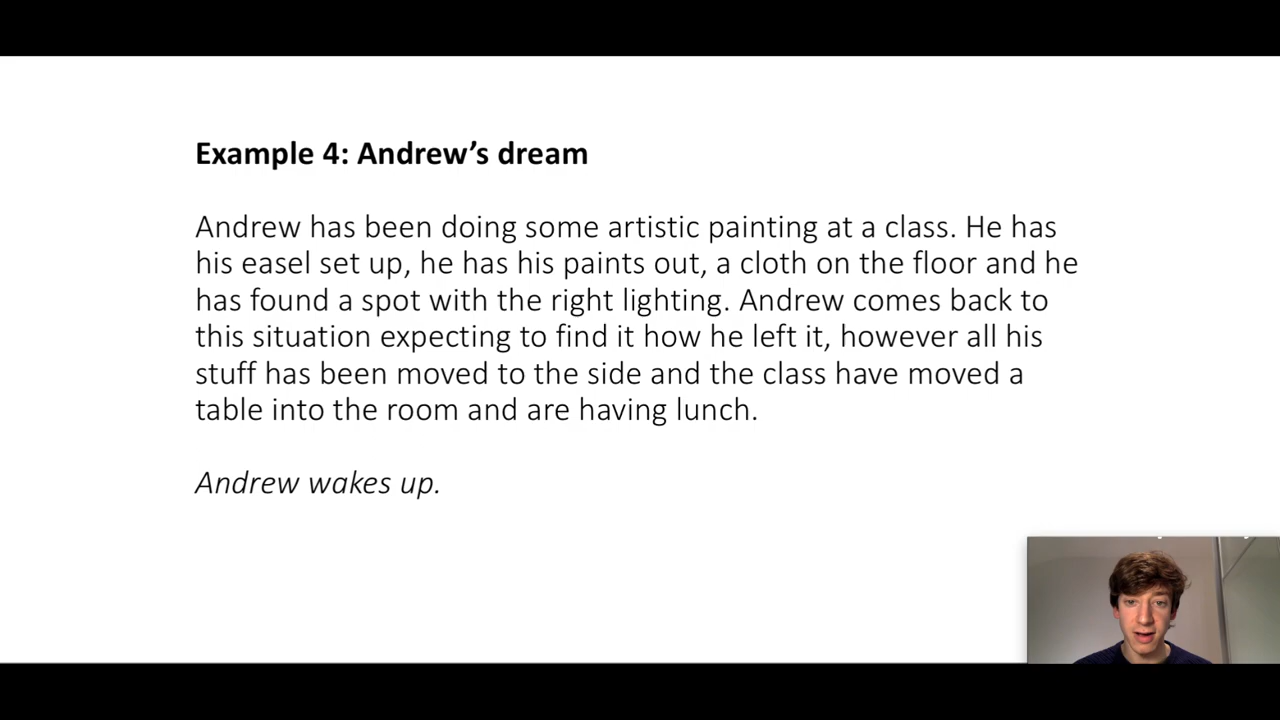 Example 4: Andrew’s dream
Andrew has been doing some artistic painting at a class. He has
his easel set up, he has his paints out, a cloth on the floor and he
has found a spot with the right lighting. Andrew comes back to
this situation expecting to find it how he left it, however all his
stuff has been moved to the side and the class have moved a
table into the room and are having lunch.
Andrew wakes up.